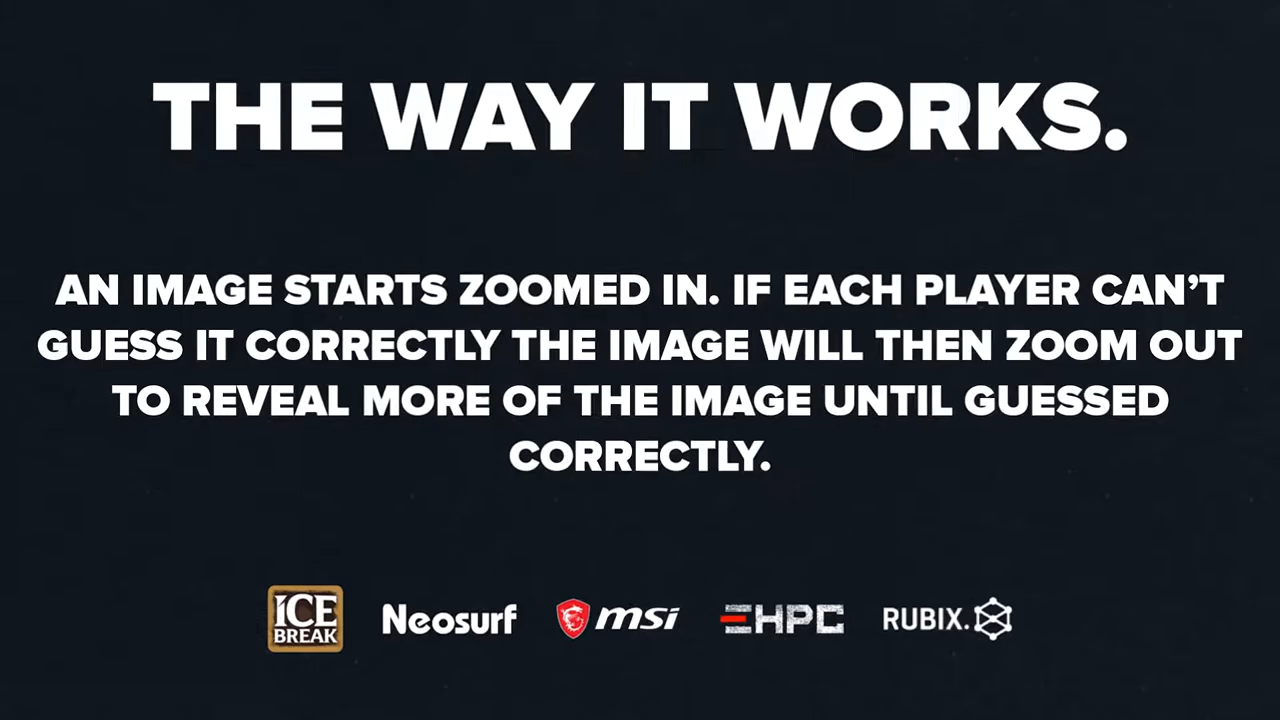 THE WAY IT WORKS.
AN IMAGE STARTS ZOOMED IN. IF EACH PLAYER CAN’T
GUESS IT CORRECTLY THE IMAGE WILL THEN ZOOM OUT
TO REVEAL MORE OF THE IMAGE UNTIL GUESSED
CORRECTLY.
ICE
BREAK
Neosurf
msi
EHPC
RUBIX.